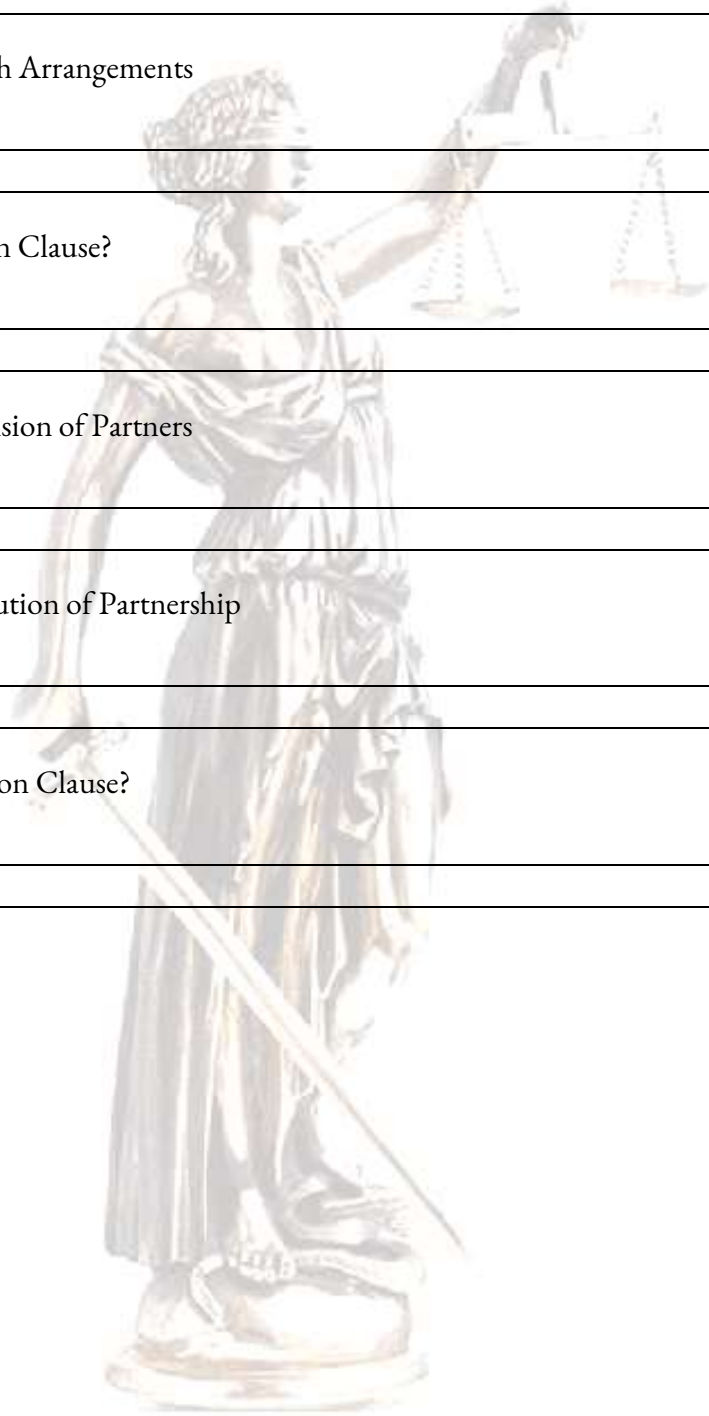 h Arrangements
n Clause?
sion of Partners
ution of Partnership
on Clause?